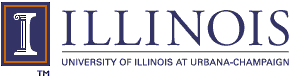 ILLINOIS
UNIVERSITY OF ILLINOIS AT URBANA-CHAMPAIGN
TM